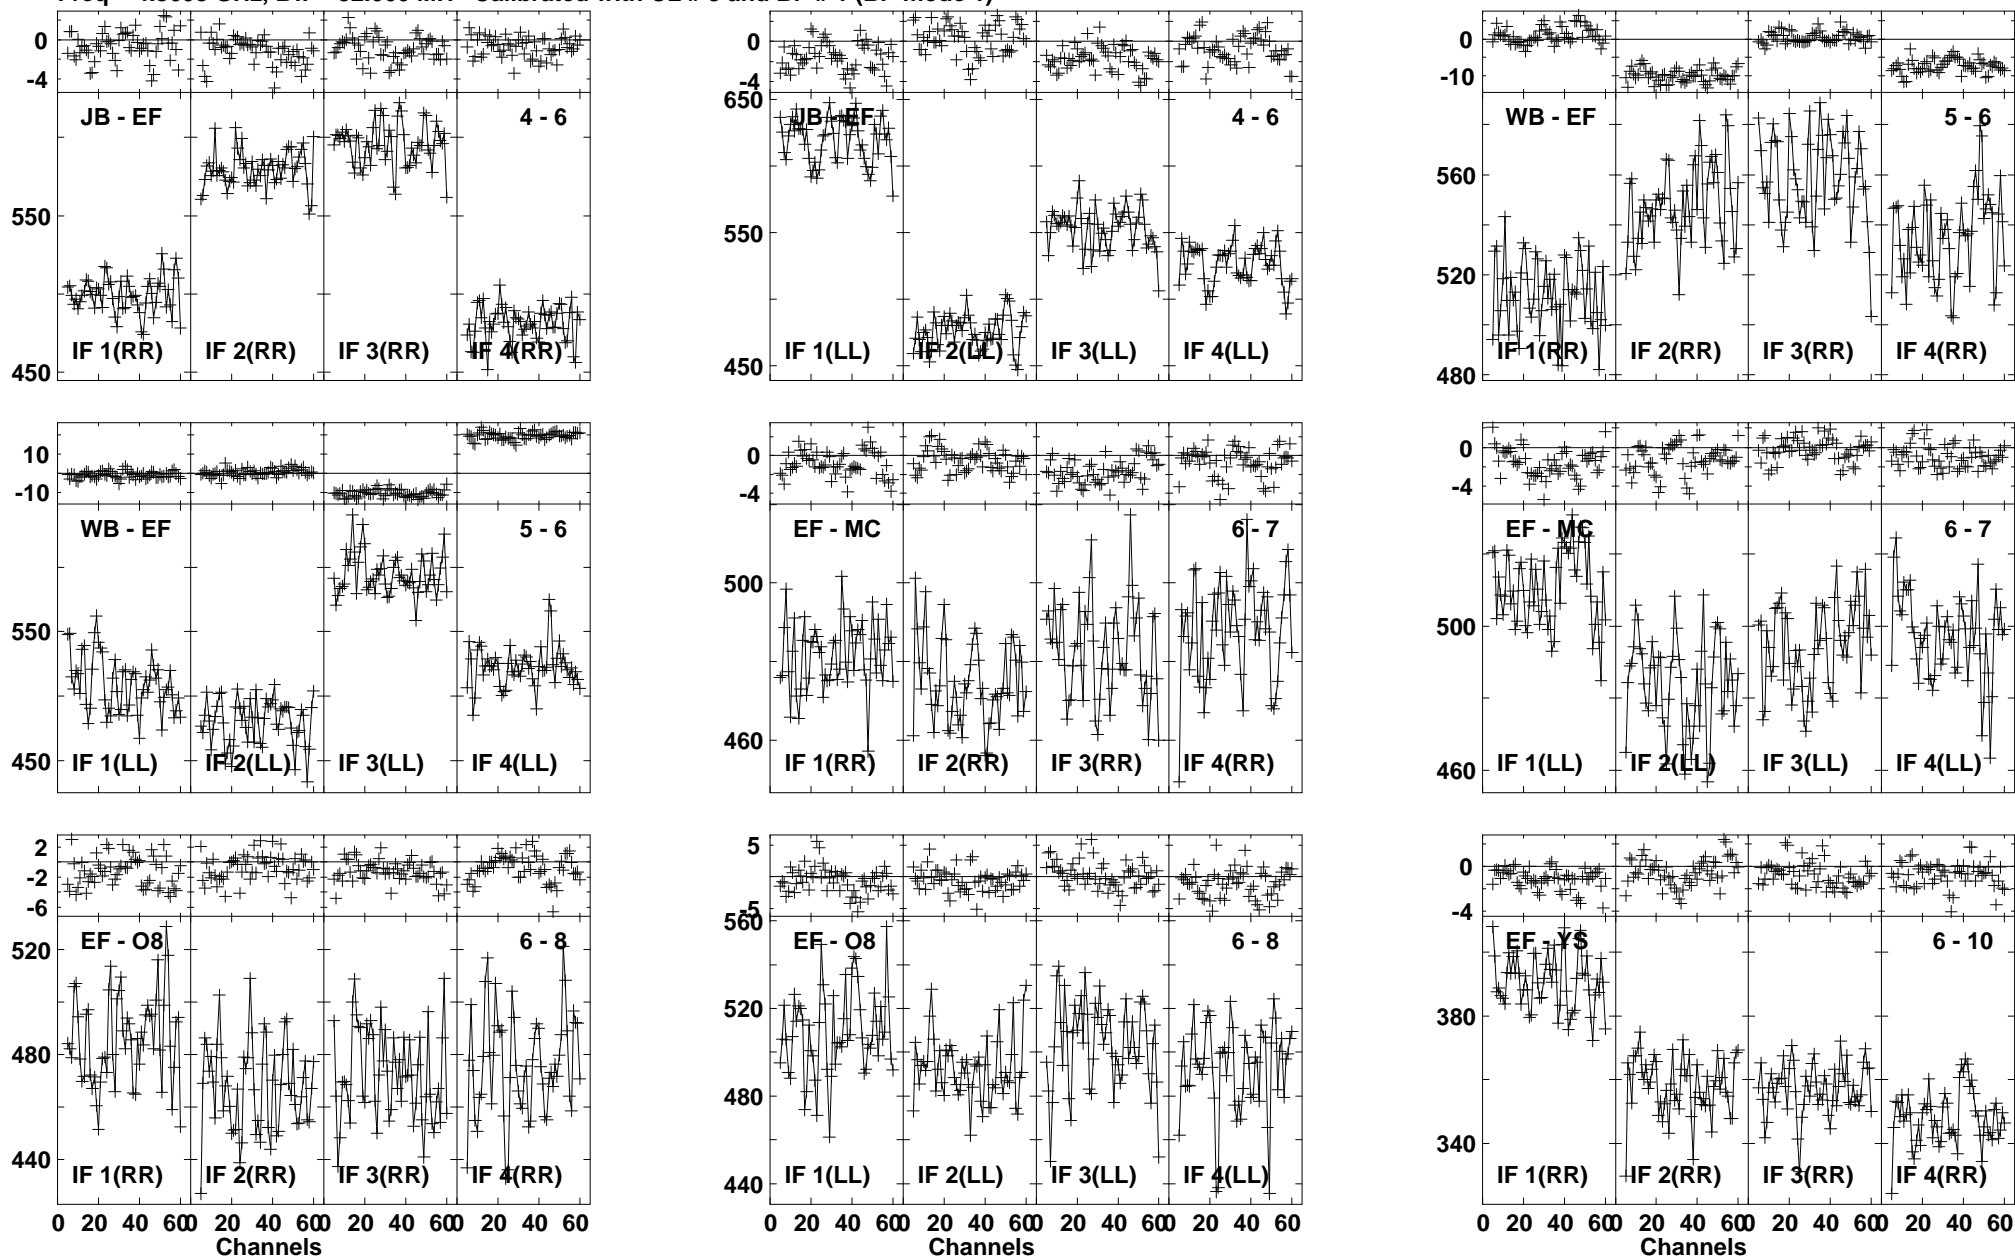 0 0 0
-4 -4 -10
JB - EF 4 - 6
550
450
IF 1(RR) IF 2(RR) IF 3(RR) IF 4(RR)
650
JB - EF 4 - 6
550
450
IF 1(LL) IF 2(LL) IF 3(LL) IF 4(LL)
WB - EF 5 - 6
560
520
480
IF 1(RR) IF 2(RR) IF 3(RR) IF 4(RR)
10
-10
WB - EF 5 - 6
550
450
IF 1(LL) IF 2(LL) IF 3(LL) IF 4(LL)
0
-4
EF - MC 6 - 7
500
460
IF 1(RR) IF 2(RR) IF 3(RR) IF 4(RR)
0
-4
EF - MC 6 - 7
500
460
IF 1(LL) IF 2(LL) IF 3(LL) IF 4(LL)
2
-2
-6
EF - O8 6 - 8
520
480
440
IF 1(RR) IF 2(RR) IF 3(RR) IF 4(RR)
0 20 40 60 0 20 40 60 0 20 40 60 0 20 40 60
Channels
5
-5
560
EF - O8 6 - 8
520
480
440
IF 1(LL) IF 2(LL) IF 3(LL) IF 4(LL)
0 20 40 60 0 20 40 60 0 20 40 60 0 20 40 60
Channels
0
-4
EF - YS 6 - 10
380
340
IF 1(RR) IF 2(RR) IF 3(RR) IF 4(RR)
0 20 40 60 0 20 40 60 0 20 40 60 0 20 40 60
Channels